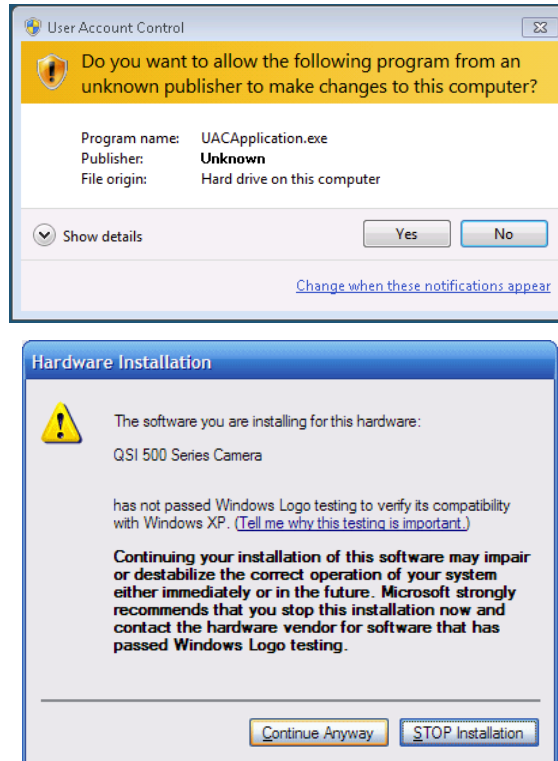 User Account Control
Do you want to allow the following program from an
unknown publisher to make changes to this computer?
Program name: UACApplication.exe
Publisher: Unknown
File origin: Hard drive on this computer
Show details
Yes
No
Change when these notifications appear
Hardware Installation
The software you are installing for this hardware:
QSI 500 Series Camera
has not passed Windows Logo testing to verify its compatibility
with Windows XP. (Tell me why this testing is important.)
Continuing your installation of this software may impair
or destabilize the correct operation of your system
either immediately or in the future. Microsoft strongly
recommends that you stop this installation now and
contact the hardware vendor for software that has
passed Windows Logo testing.
Continue Anyway
STOP Installation